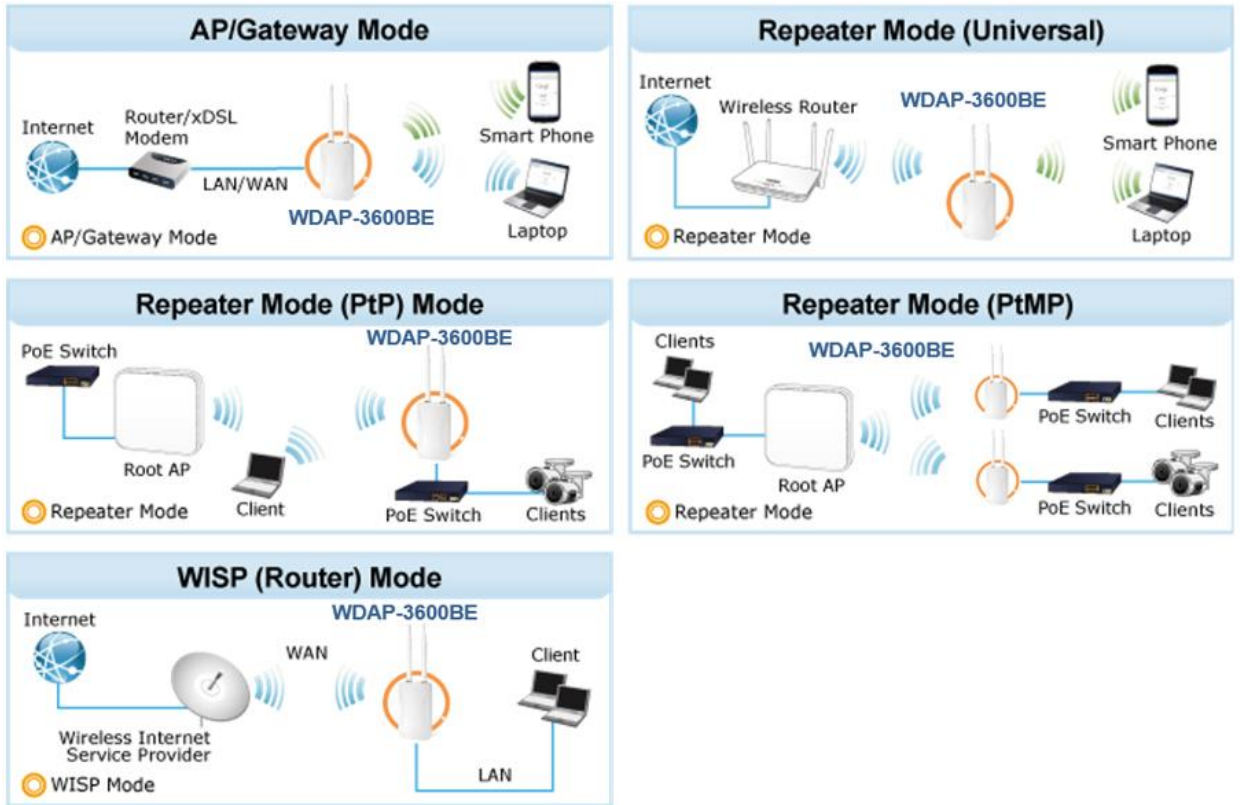 AP/Gateway Mode
Internet
Router/xDSL
Modem
LAN/WAN
WDAP-3600BE
Smart Phone
Laptop
AP/Gateway Mode
Repeater Mode (Universal)
Internet
Wireless Router
WDAP-3600BE
Smart Phone
Laptop
Repeater Mode
Repeater Mode (PtP) Mode
PoE Switch
WDAP-3600BE
Root AP
Client
PoE Switch
Clients
Repeater Mode
Repeater Mode (PtMP)
Clients
WDAP-3600BE
PoE Switch
Root AP
PoE Switch
Clients
PoE Switch
Clients
Repeater Mode
WISP (Router) Mode
Internet
WDAP-3600BE
WAN
Client
Wireless Internet
Service Provider
LAN
WISP Mode